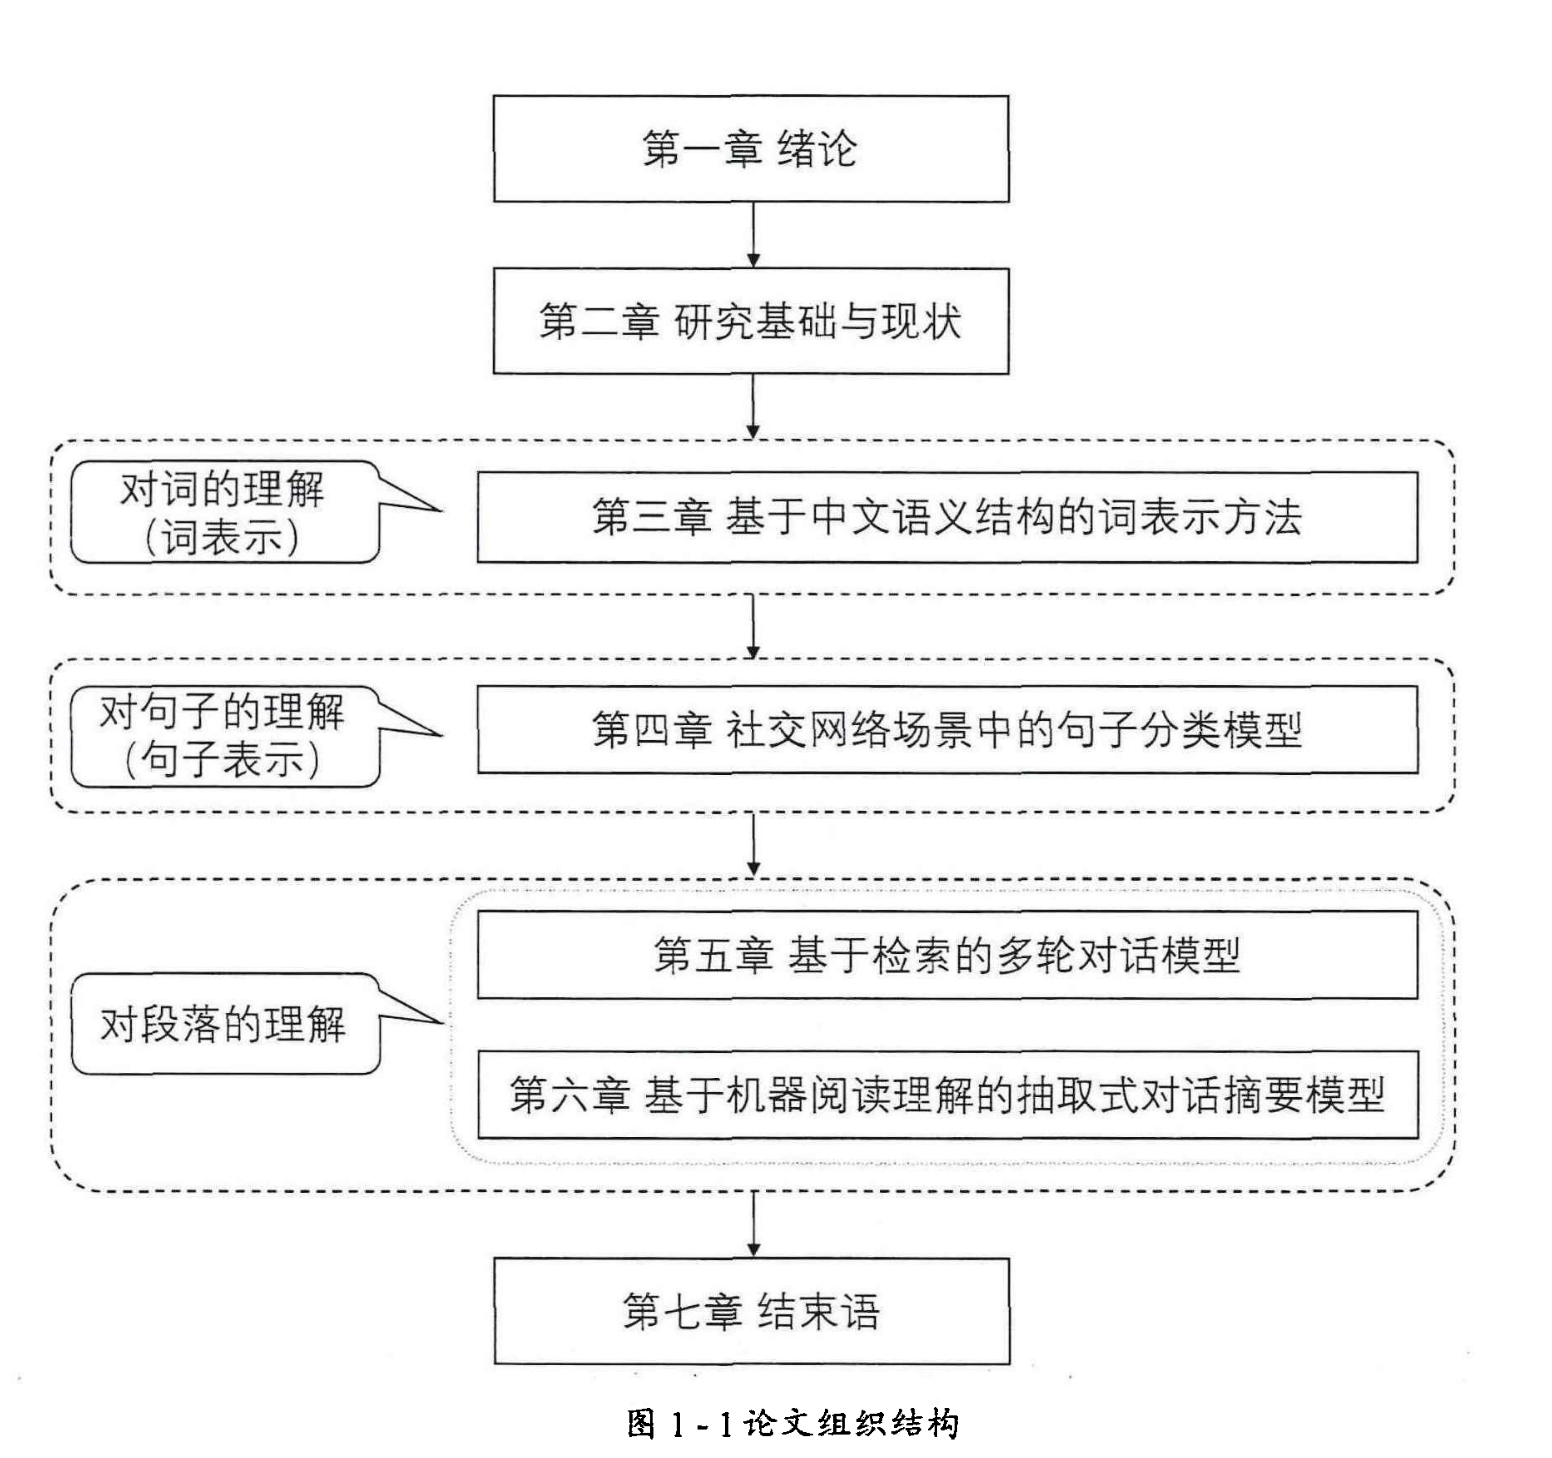 第一章 绪论
第二章 研究基础与现状
对词的理解
（词表示）
第三章 基于中文语义结构的词表示方法
对句子的理解
（句子表示）
第四章 社交网络场景中的句子分类模型
第五章 基于检索的多轮对话模型
对段落的理解
第六章 基于机器阅读理解的抽取式对话摘要模型
第七章 结束语
图 1-1 论文组织结构